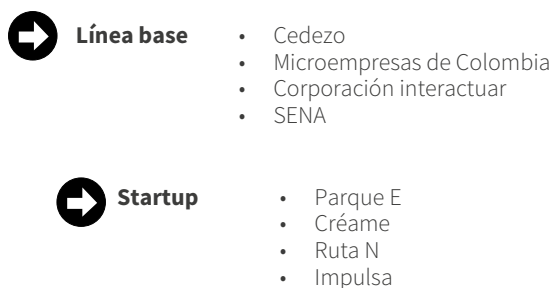 Línea base
• Cedezo
• Microempresas de Colombia
• Corporación interactuar
• SENA
Startup
• Parque E
• Créame
• Ruta N
• Impulsa